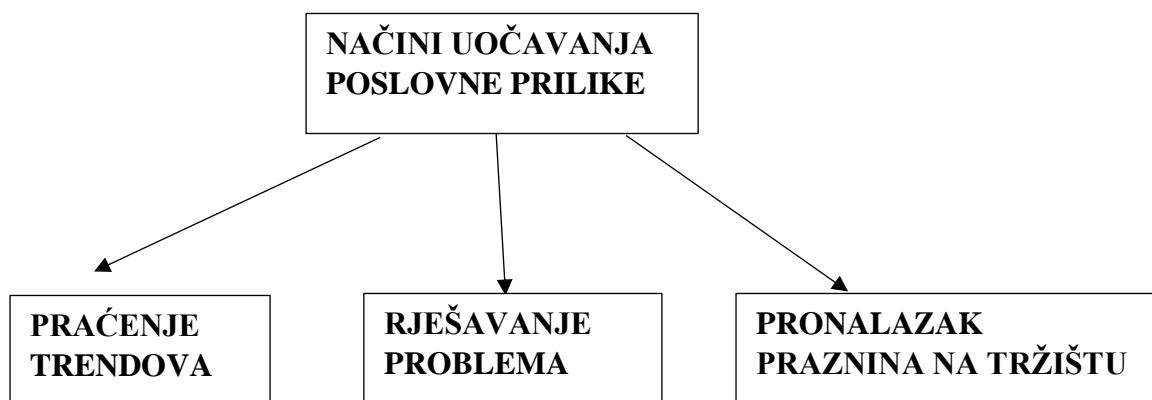 NAČINI UOČAVANJA
POSLOVNE PRILIKE
PRAĆENJE
TRENDOVA
RJEŠAVANJE
PROBLEMA
PRONALAZAK
PRAZNINA NA TRŽIŠTU